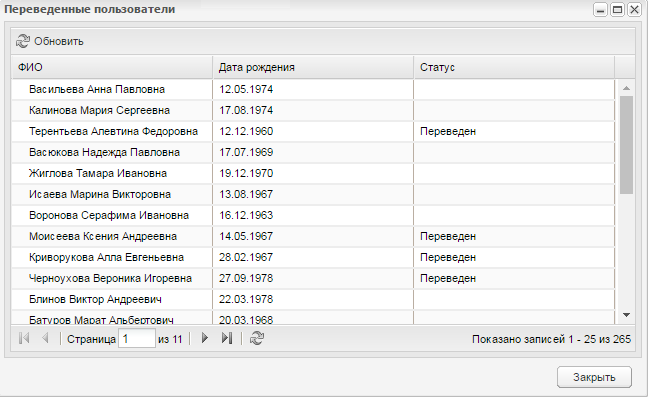 Переведенные пользователи
Обновить
ФИО Дата рождения Статус
Васильева Анна Павловна 12.05.1974
Калинова Мария Сергеевна 17.08.1974
Терентьева Алевтина Федоровна 12.12.1960 Переведен
Васюкова Надежда Павловна 17.07.1969
Жиглова Тамара Ивановна 19.12.1970
Исаева Марина Викторовна 13.08.1967
Воронова Серафима Ивановна 16.12.1963
Моисеева Ксения Андреевна 14.05.1967 Переведен
Криворукова Алла Евгеньевна 28.02.1967 Переведен
Черноухова Вероника Игоревна 27.09.1978 Переведен
Блинов Виктор Андреевич 22.03.1978
Батуров Марат Альбертович 20.03.1968
Страница 1 из 11 Показано записей 1 - 25 из 265
Закрыть